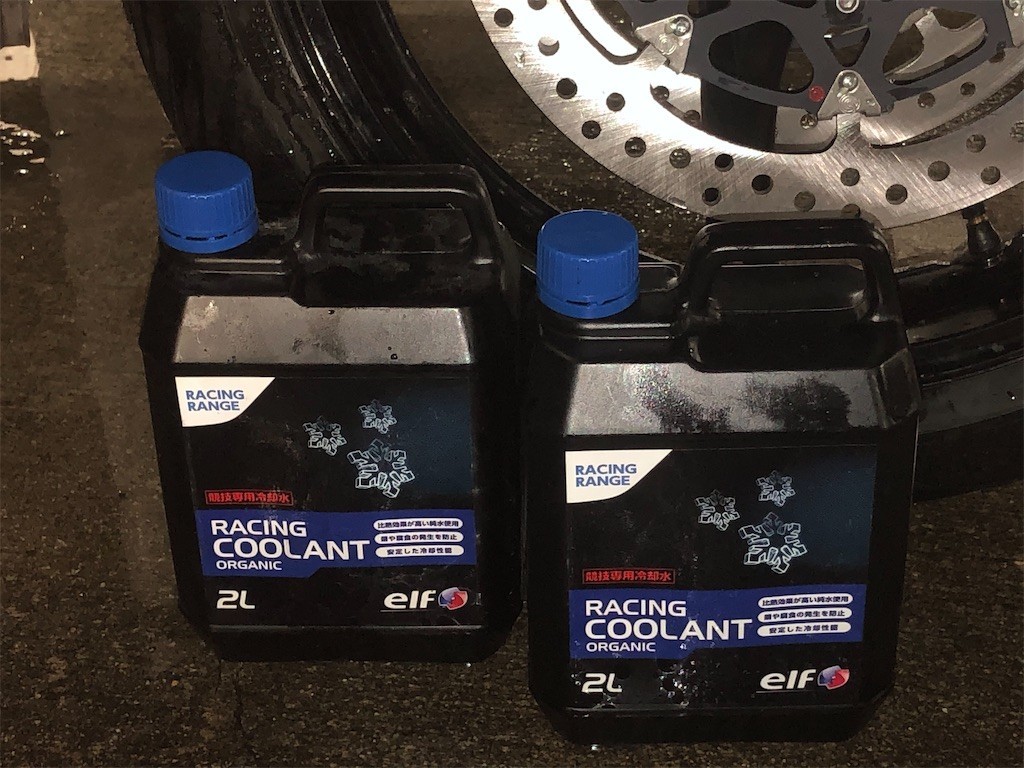 RACING
RANGE
競技専用冷却水
RACING
COOLANT
ORGANIC
比熱効果が高い純水使用
錆や腐食の発生を防止
安定した冷却性能
2L
elf
RACING
RANGE
競技専用冷却水
RACING
COOLANT
ORGANIC
比熱効果が高い純水使用
錆や腐食の発生を防止
安定した冷却性能
2L
elf